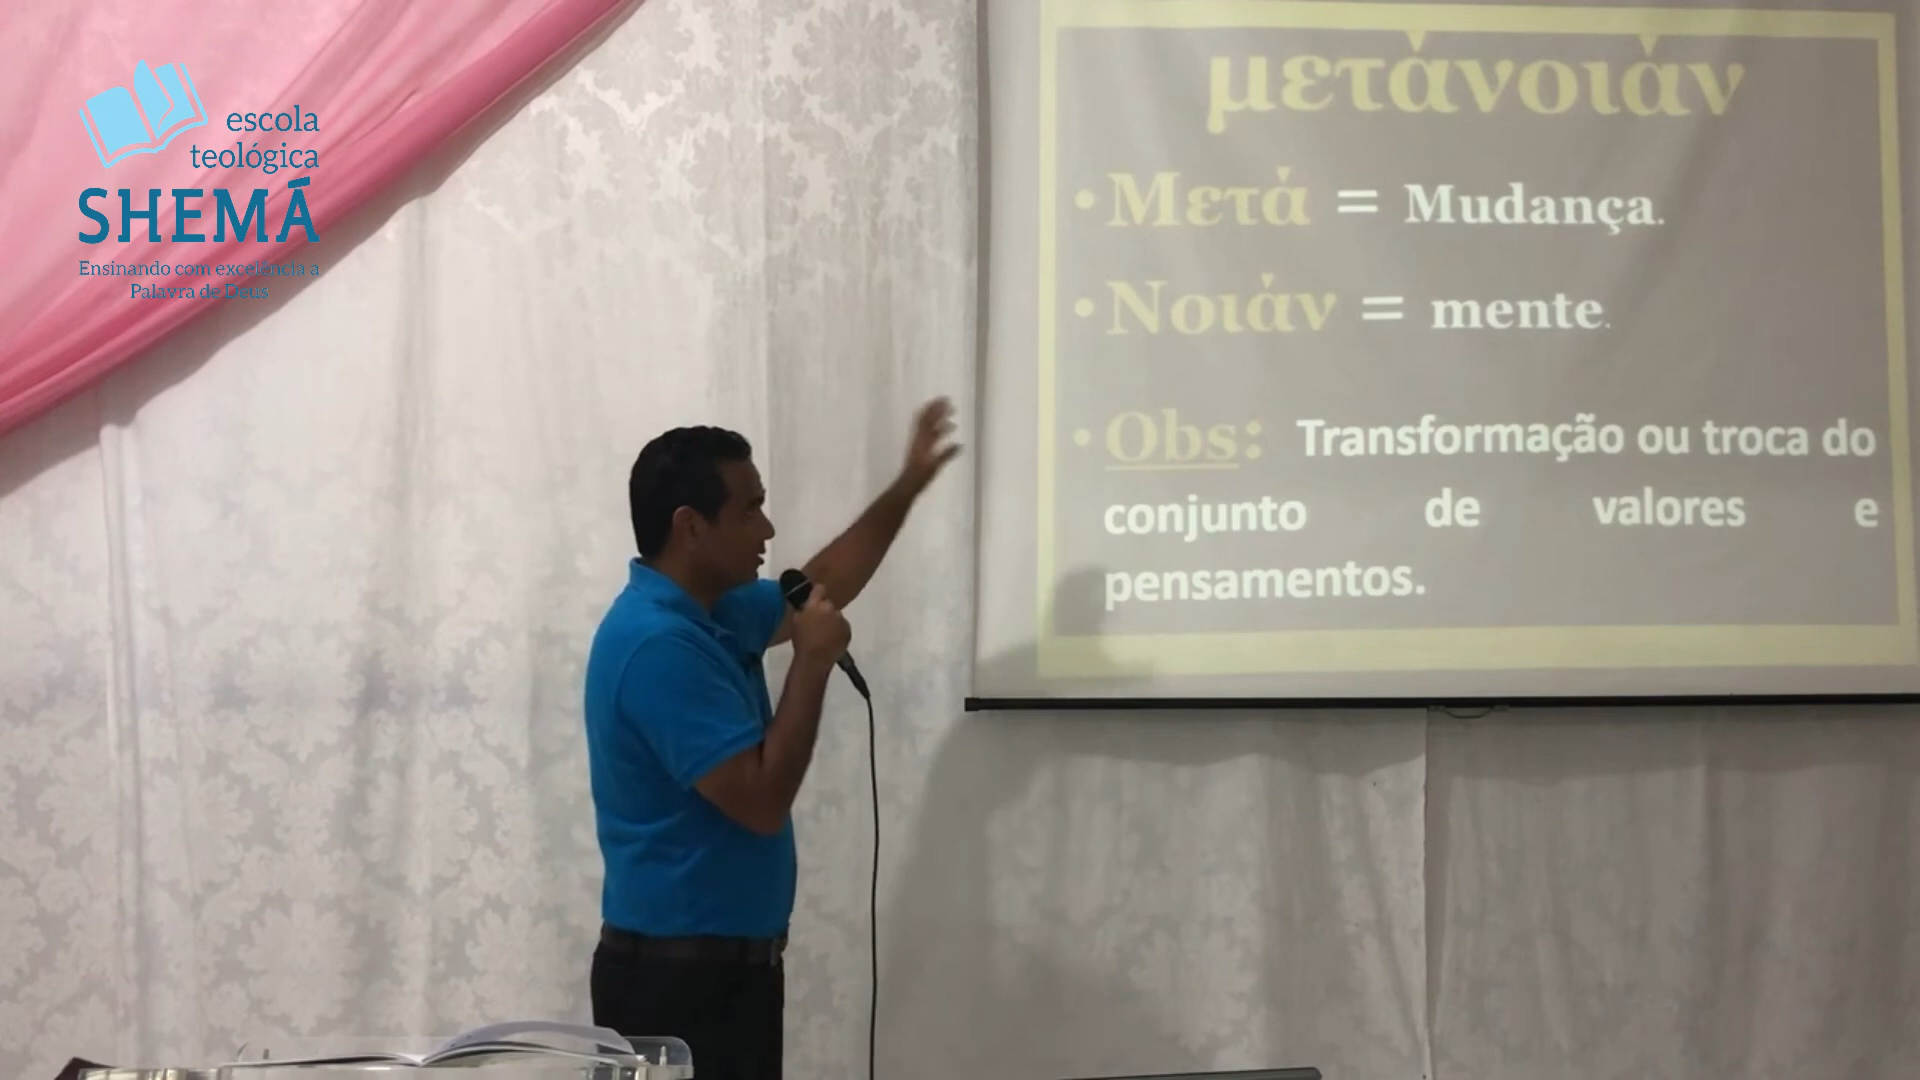 escola
teológica
SHEMÁ
Ensinando com excelência a
Palavra de Deus
μετάνοιάν
• Μετά = Mudança.
• Νοιάν = mente.
• Obs: Transformação ou troca do
conjunto de valores e
pensamentos.